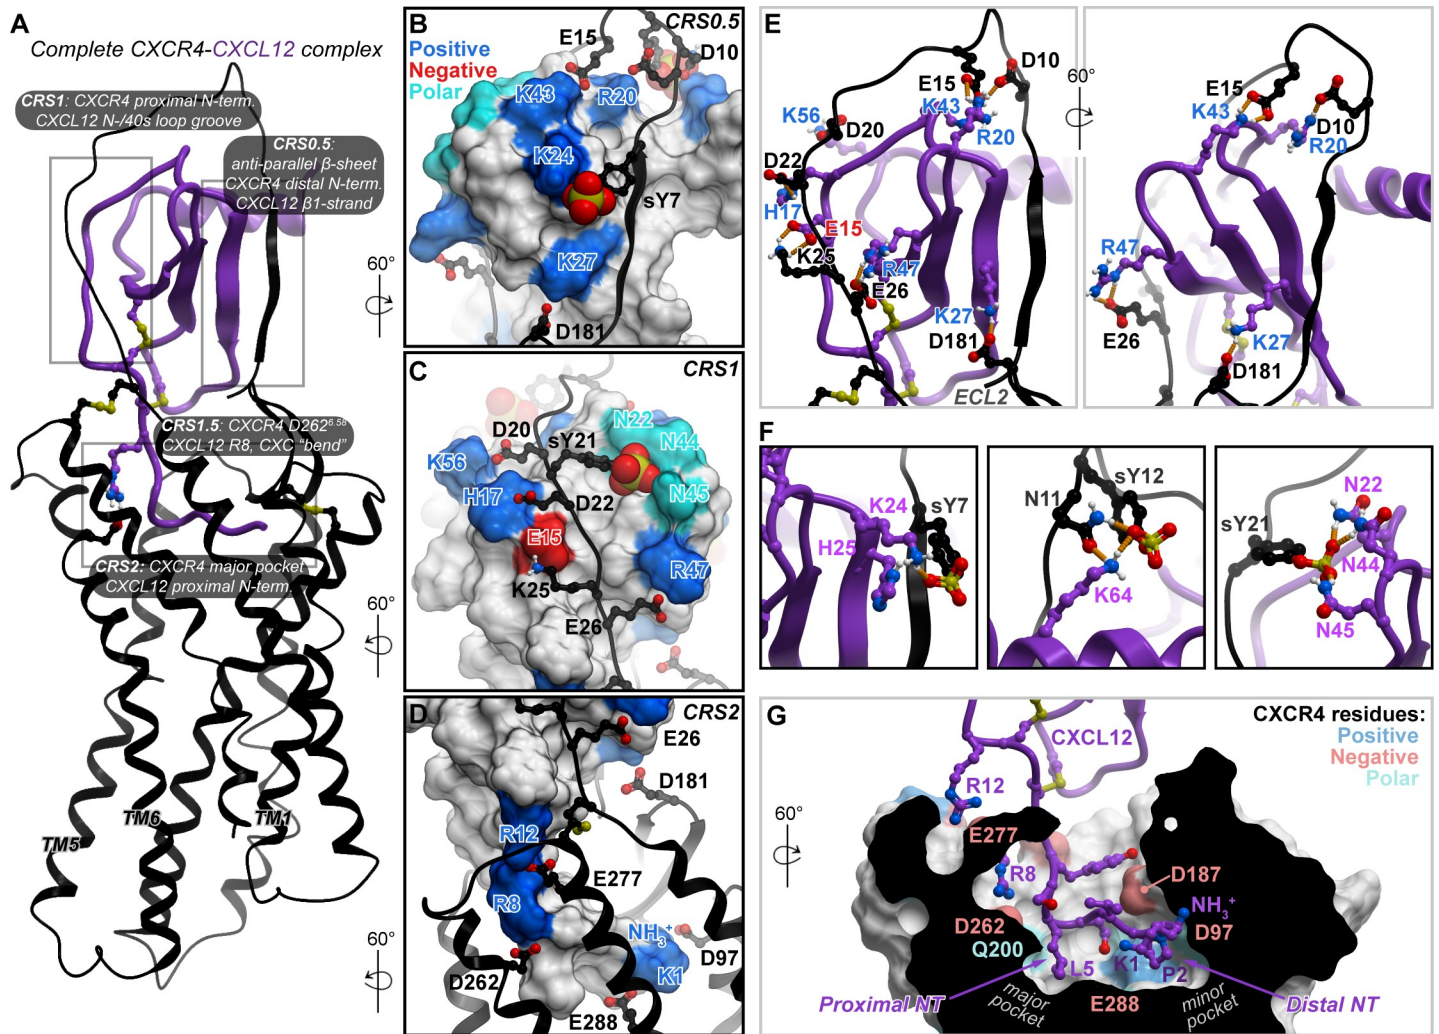 A
Complete CXCR4-CXCL12 complex
CRS1: CXCR4 proximal N-term.
CXCL12 N-/40s loop groove
CRS0.5:
anti-parallel β-sheet
CXCR4 distal N-term.
CXCL12 β1-strand
CRS1.5: CXCR4 D262^6.58
CXCL12 R8, CXC "bend"
CRS2: CXCR4 major pocket
CXCL12 proximal N-term.
TM5
TM6
TM1
60°
60°
60°
B
CRS0.5
Positive
Negative
Polar
E15
D10
K43
R20
K24
sY7
K27
D181
C
CRS1
N22
D20
sY21
N44
K56
H17
D22
N45
E15
R47
K25
E26
D
CRS2
E26
D181
R12
E277
R8
NH3+
D97
K1
D262
E288
E
60°
D10
E15
K43
R20
K56
D20
D22
H17
E15
K25
R47
E26
K27
D181
ECL2
E15
K43
D10
R20
R47
E26
K27
D181
F
K24
sY7
H25
sY12
N11
K64
N22
sY21
N44
N45
G
CXCR4 residues:
Positive
Negative
Polar
CXCL12
60°
R12
E277
R8
D187
NH3+
D262
D97
Q200
L5
K1
P2
Proximal NT
major
pocket
E288
minor
pocket
Distal NT